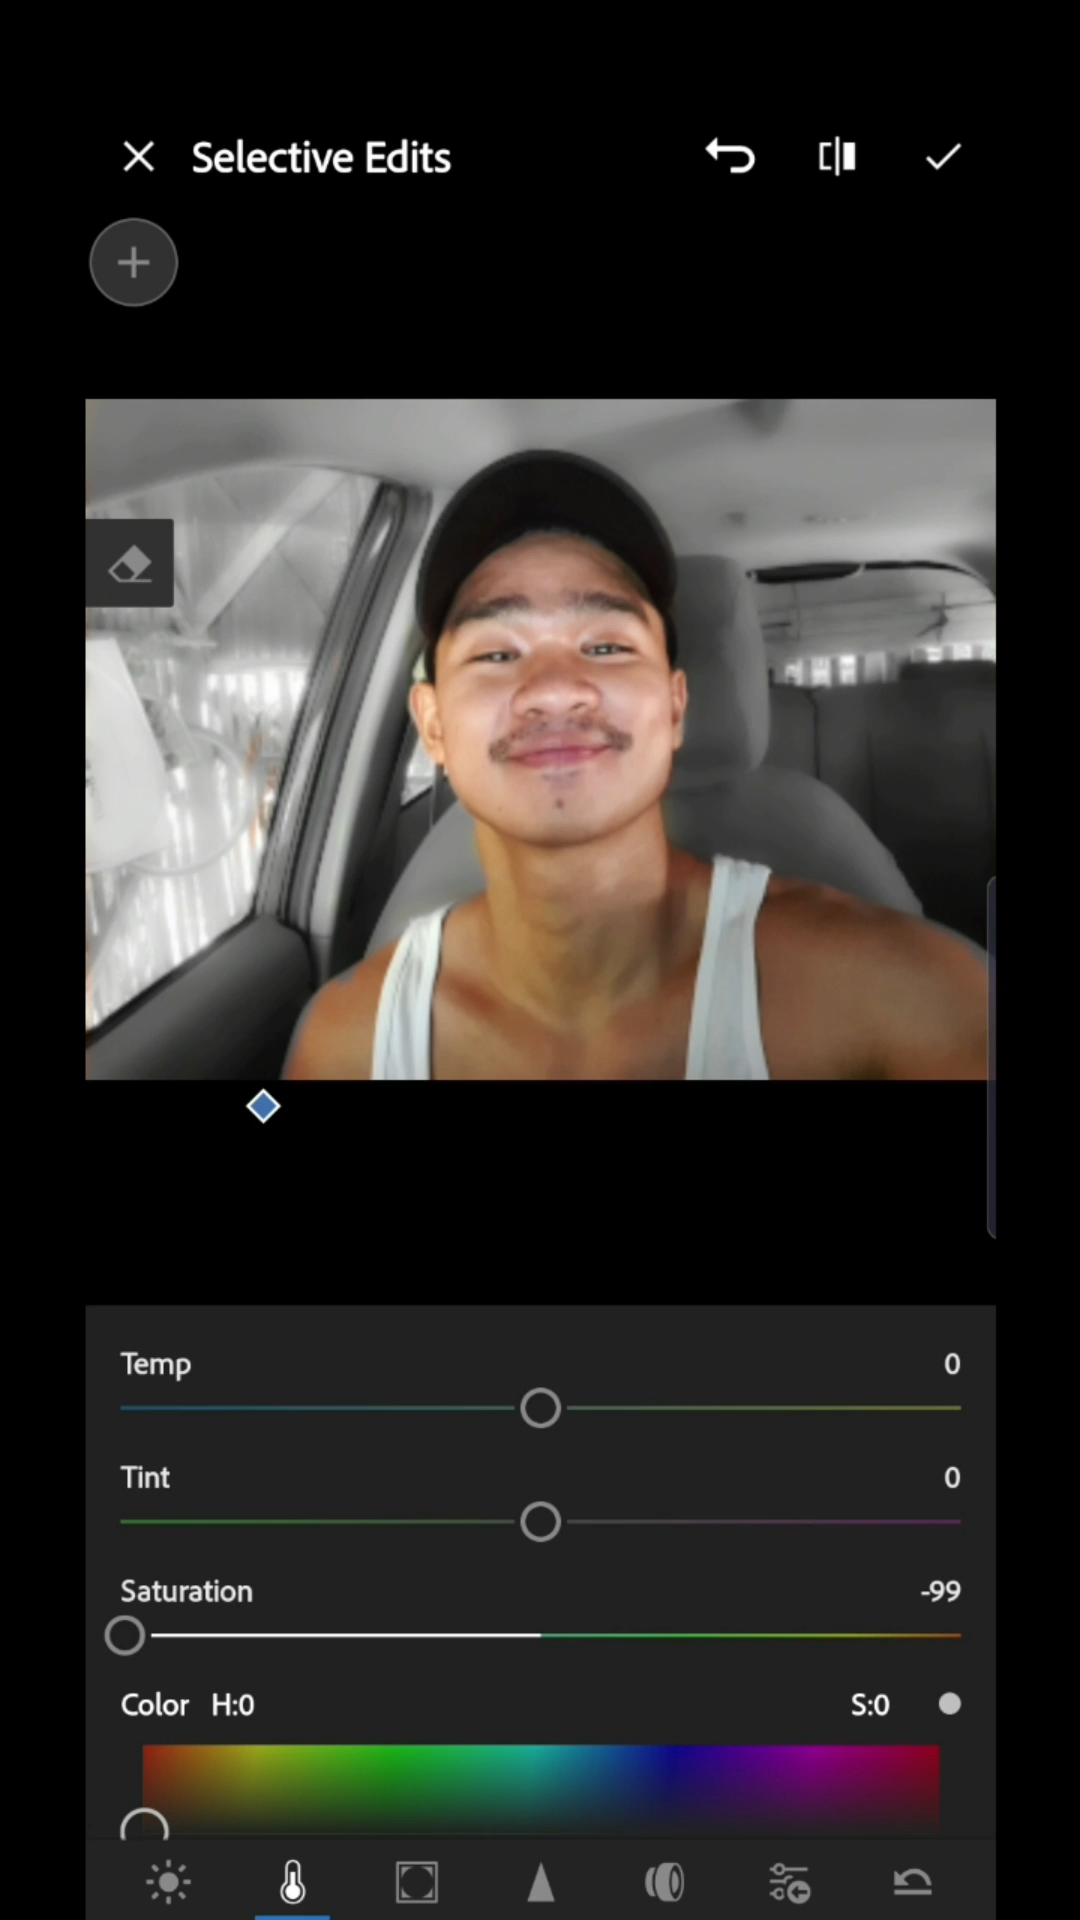 Selective Edits
Temp 0
Tint 0
Saturation -99
Color H:0 S:0